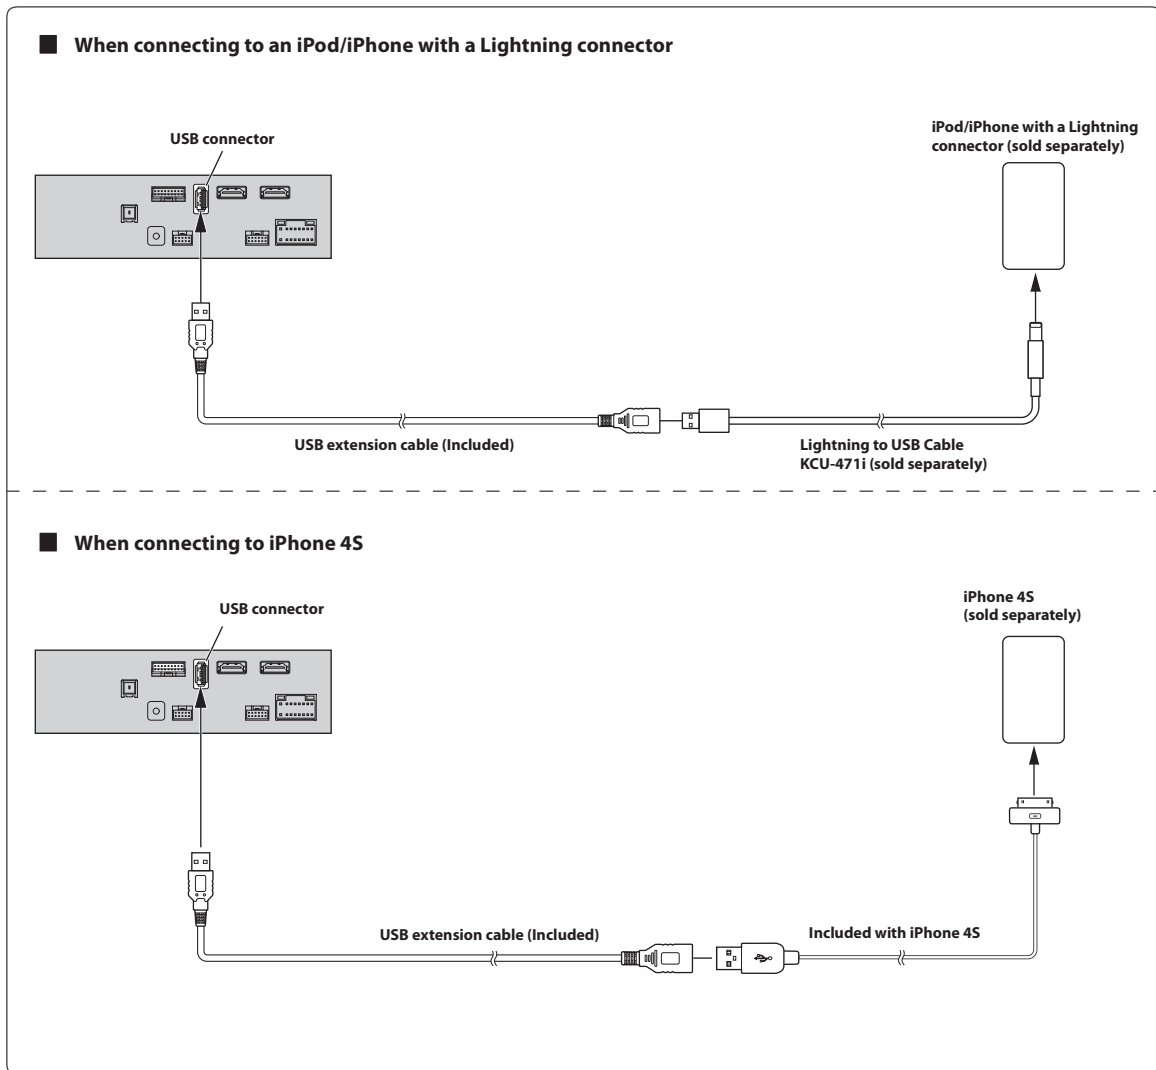 When connecting to an iPod/iPhone with a Lightning connector
USB connector
iPod/iPhone with a Lightning
connector (sold separately)
USB extension cable (Included)
Lightning to USB Cable
KCU-471i (sold separately)
When connecting to iPhone 4S
USB connector
iPhone 4S
(sold separately)
USB extension cable (Included)
Included with iPhone 4S